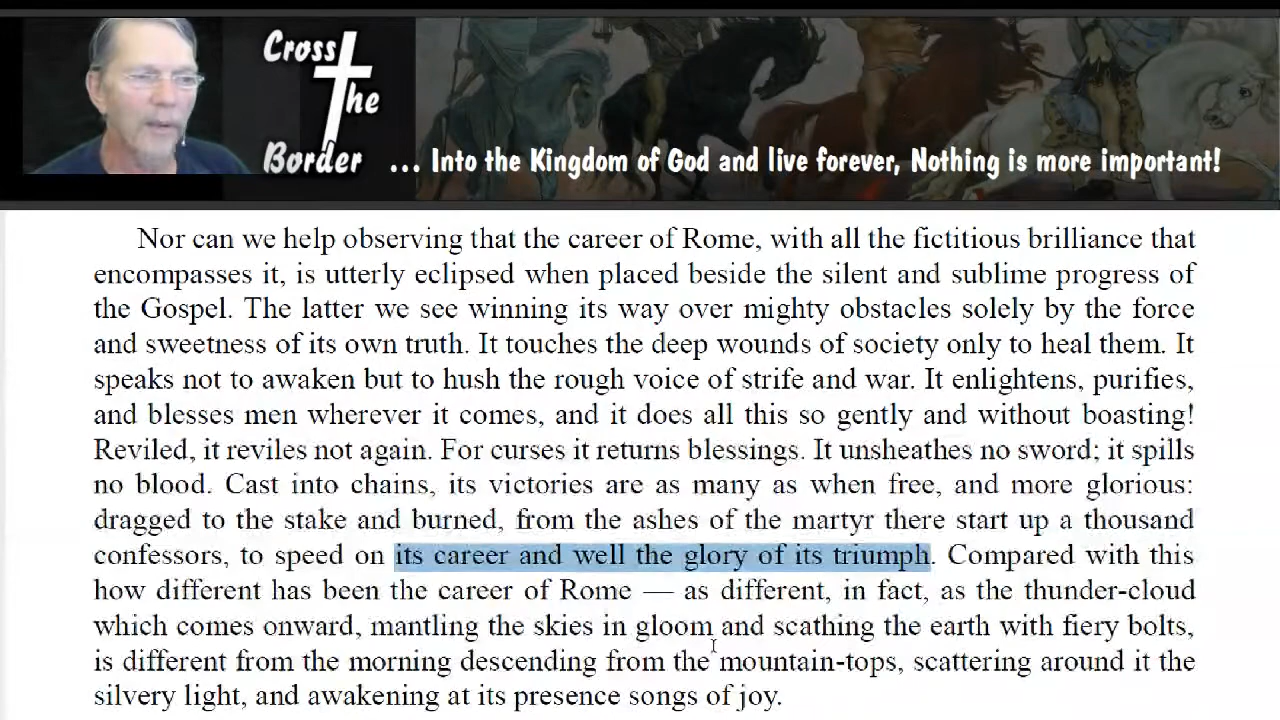 Cross
The
Border
... Into the Kingdom of God and live forever, Nothing is more important!
Nor can we help observing that the career of Rome, with all the fictitious brilliance that
encompasses it, is utterly eclipsed when placed beside the silent and sublime progress of
the Gospel. The latter we see winning its way over mighty obstacles solely by the force
and sweetness of its own truth. It touches the deep wounds of society only to heal them. It
speaks not to awaken but to hush the rough voice of strife and war. It enlightens, purifies,
and blesses men wherever it comes, and it does all this so gently and without boasting!
Reviled, it reviles not again. For curses it returns blessings. It unsheathes no sword; it spills
no blood. Cast into chains, its victories are as many as when free, and more glorious:
dragged to the stake and burned, from the ashes of the martyr there start up a thousand
confessors, to speed on its career and well the glory of its triumph. Compared with this
how different has been the career of Rome — as different, in fact, as the thunder-cloud
which comes onward, mantling the skies in gloom and scathing the earth with fiery bolts,
is different from the morning descending from the mountain-tops, scattering around it the
silvery light, and awakening at its presence songs of joy.